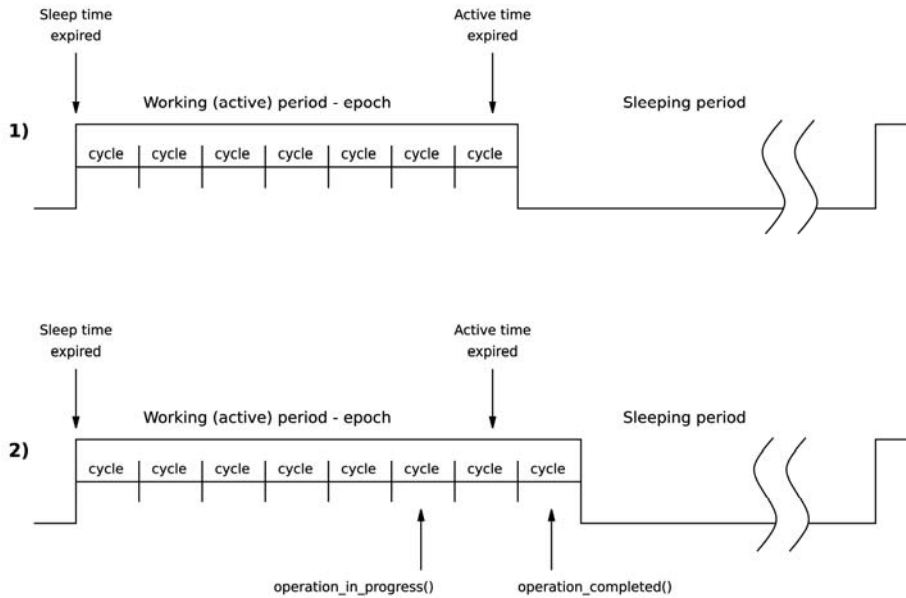 Sleep time
expired
Active time
expired
Working (active) period - epoch
Sleeping period
1)
cycle cycle cycle cycle cycle cycle cycle
Sleep time
expired
Active time
expired
Working (active) period - epoch
Sleeping period
2)
cycle cycle cycle cycle cycle cycle cycle cycle
operation_in_progress()
operation_completed()